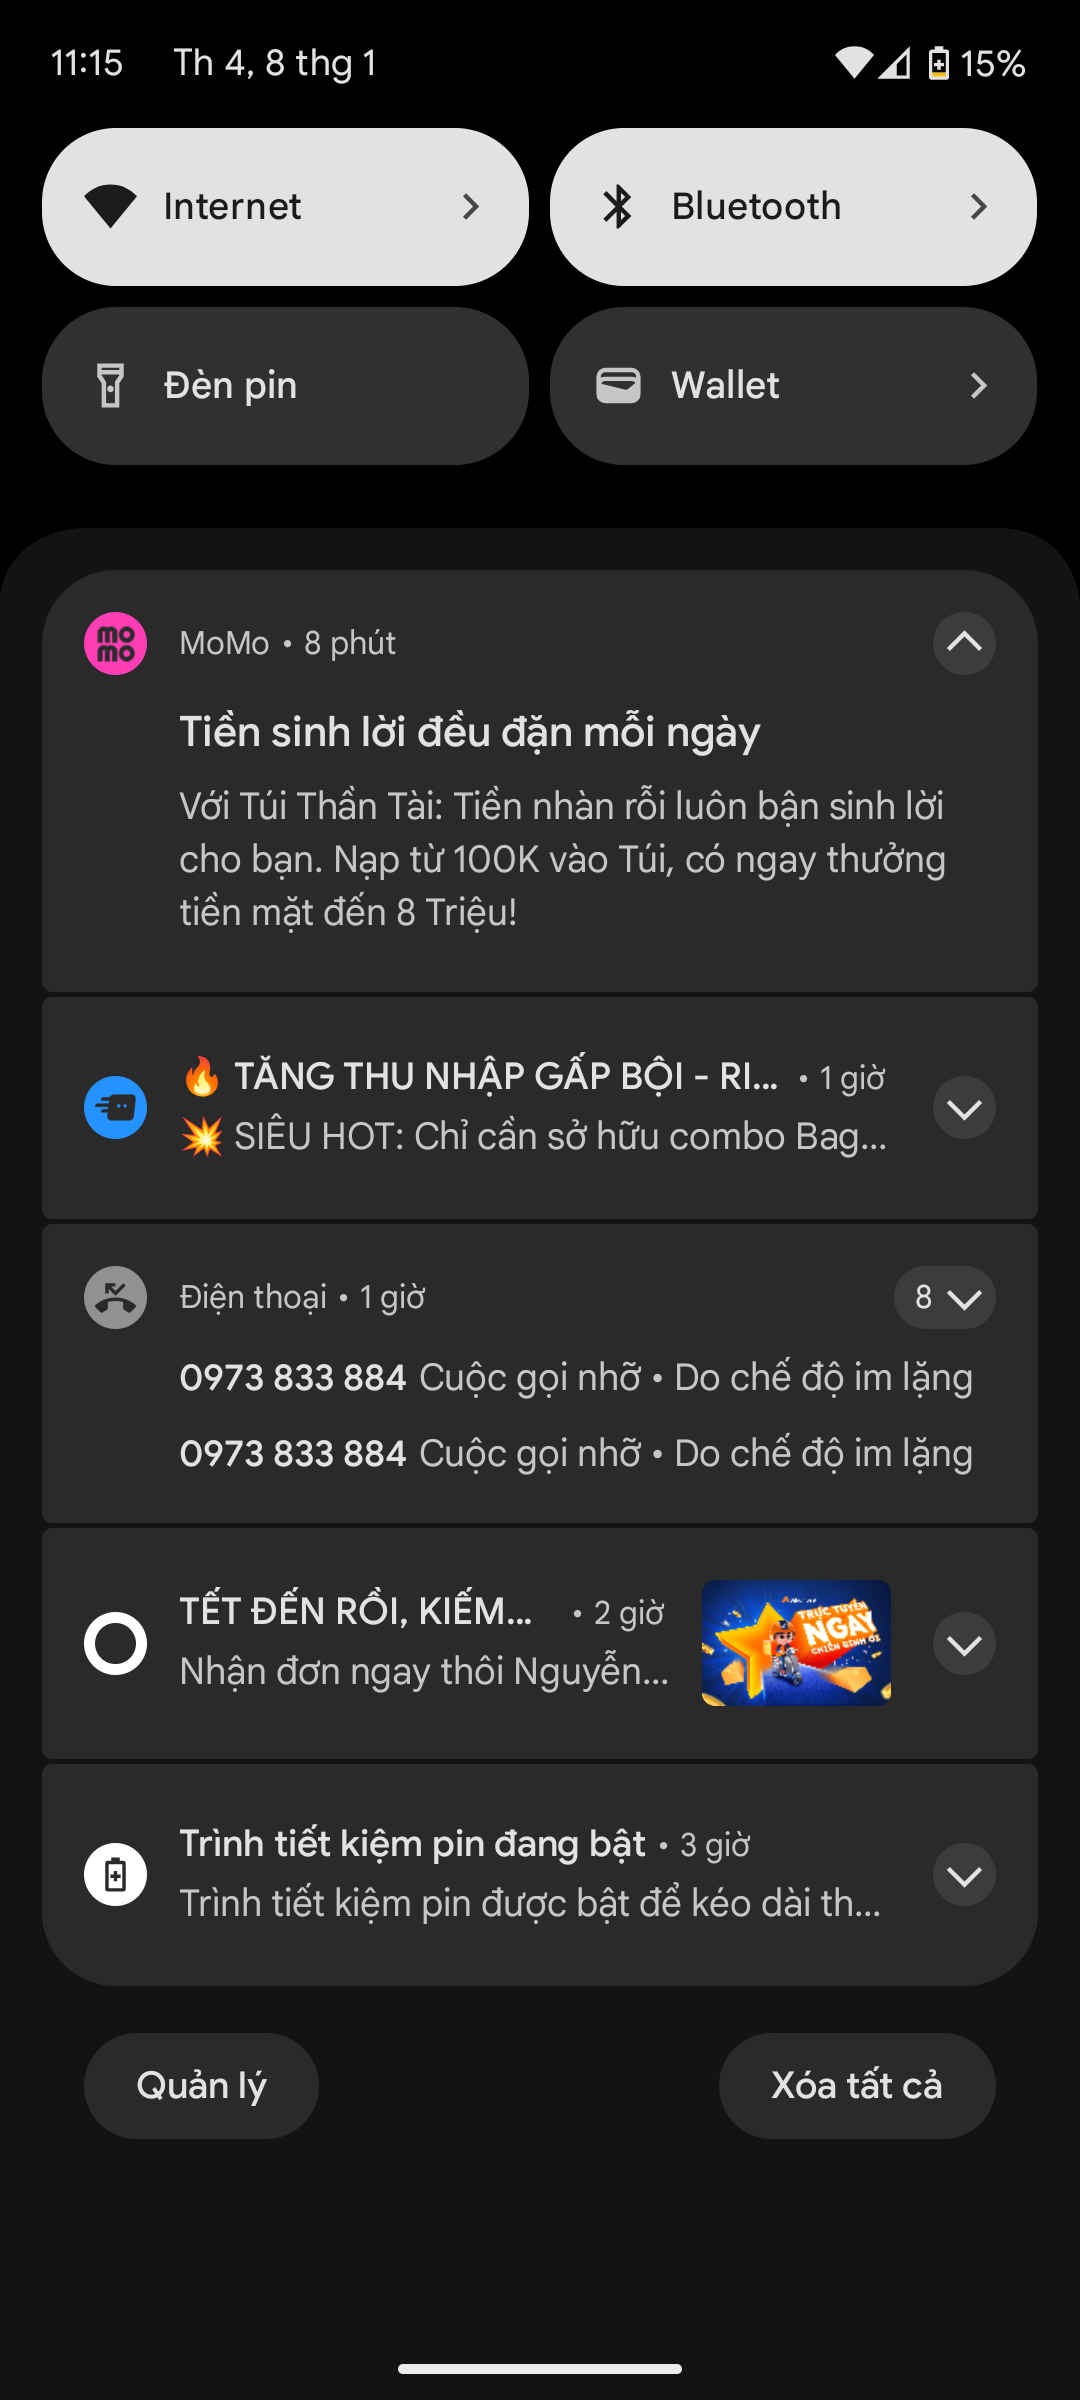 11:15 Th 4, 8 thg 1 15%
Internet Bluetooth
Đèn pin Wallet
MoMo • 8 phút
Tiền sinh lời đều đặn mỗi ngày
Với Túi Thần Tài: Tiền nhàn rỗi luôn bận sinh lời
cho bạn. Nạp từ 100K vào Túi, có ngay thưởng
tiền mặt đến 8 Triệu!
🔥 TĂNG THU NHẬP GẤP BỘI - RI... • 1 giờ
💥 SIÊU HOT: Chỉ cần sở hữu combo Bag...
Điện thoại • 1 giờ 8
0973 833 884 Cuộc gọi nhỡ • Do chế độ im lặng
0973 833 884 Cuộc gọi nhỡ • Do chế độ im lặng
TẾT ĐẾN RỒI, KIẾM... • 2 giờ
Nhận đơn ngay thôi Nguyễn...
TRỰC TUYẾN
NGAY
Trình tiết kiệm pin đang bật • 3 giờ
Trình tiết kiệm pin được bật để kéo dài th...
Quản lý Xóa tất cả